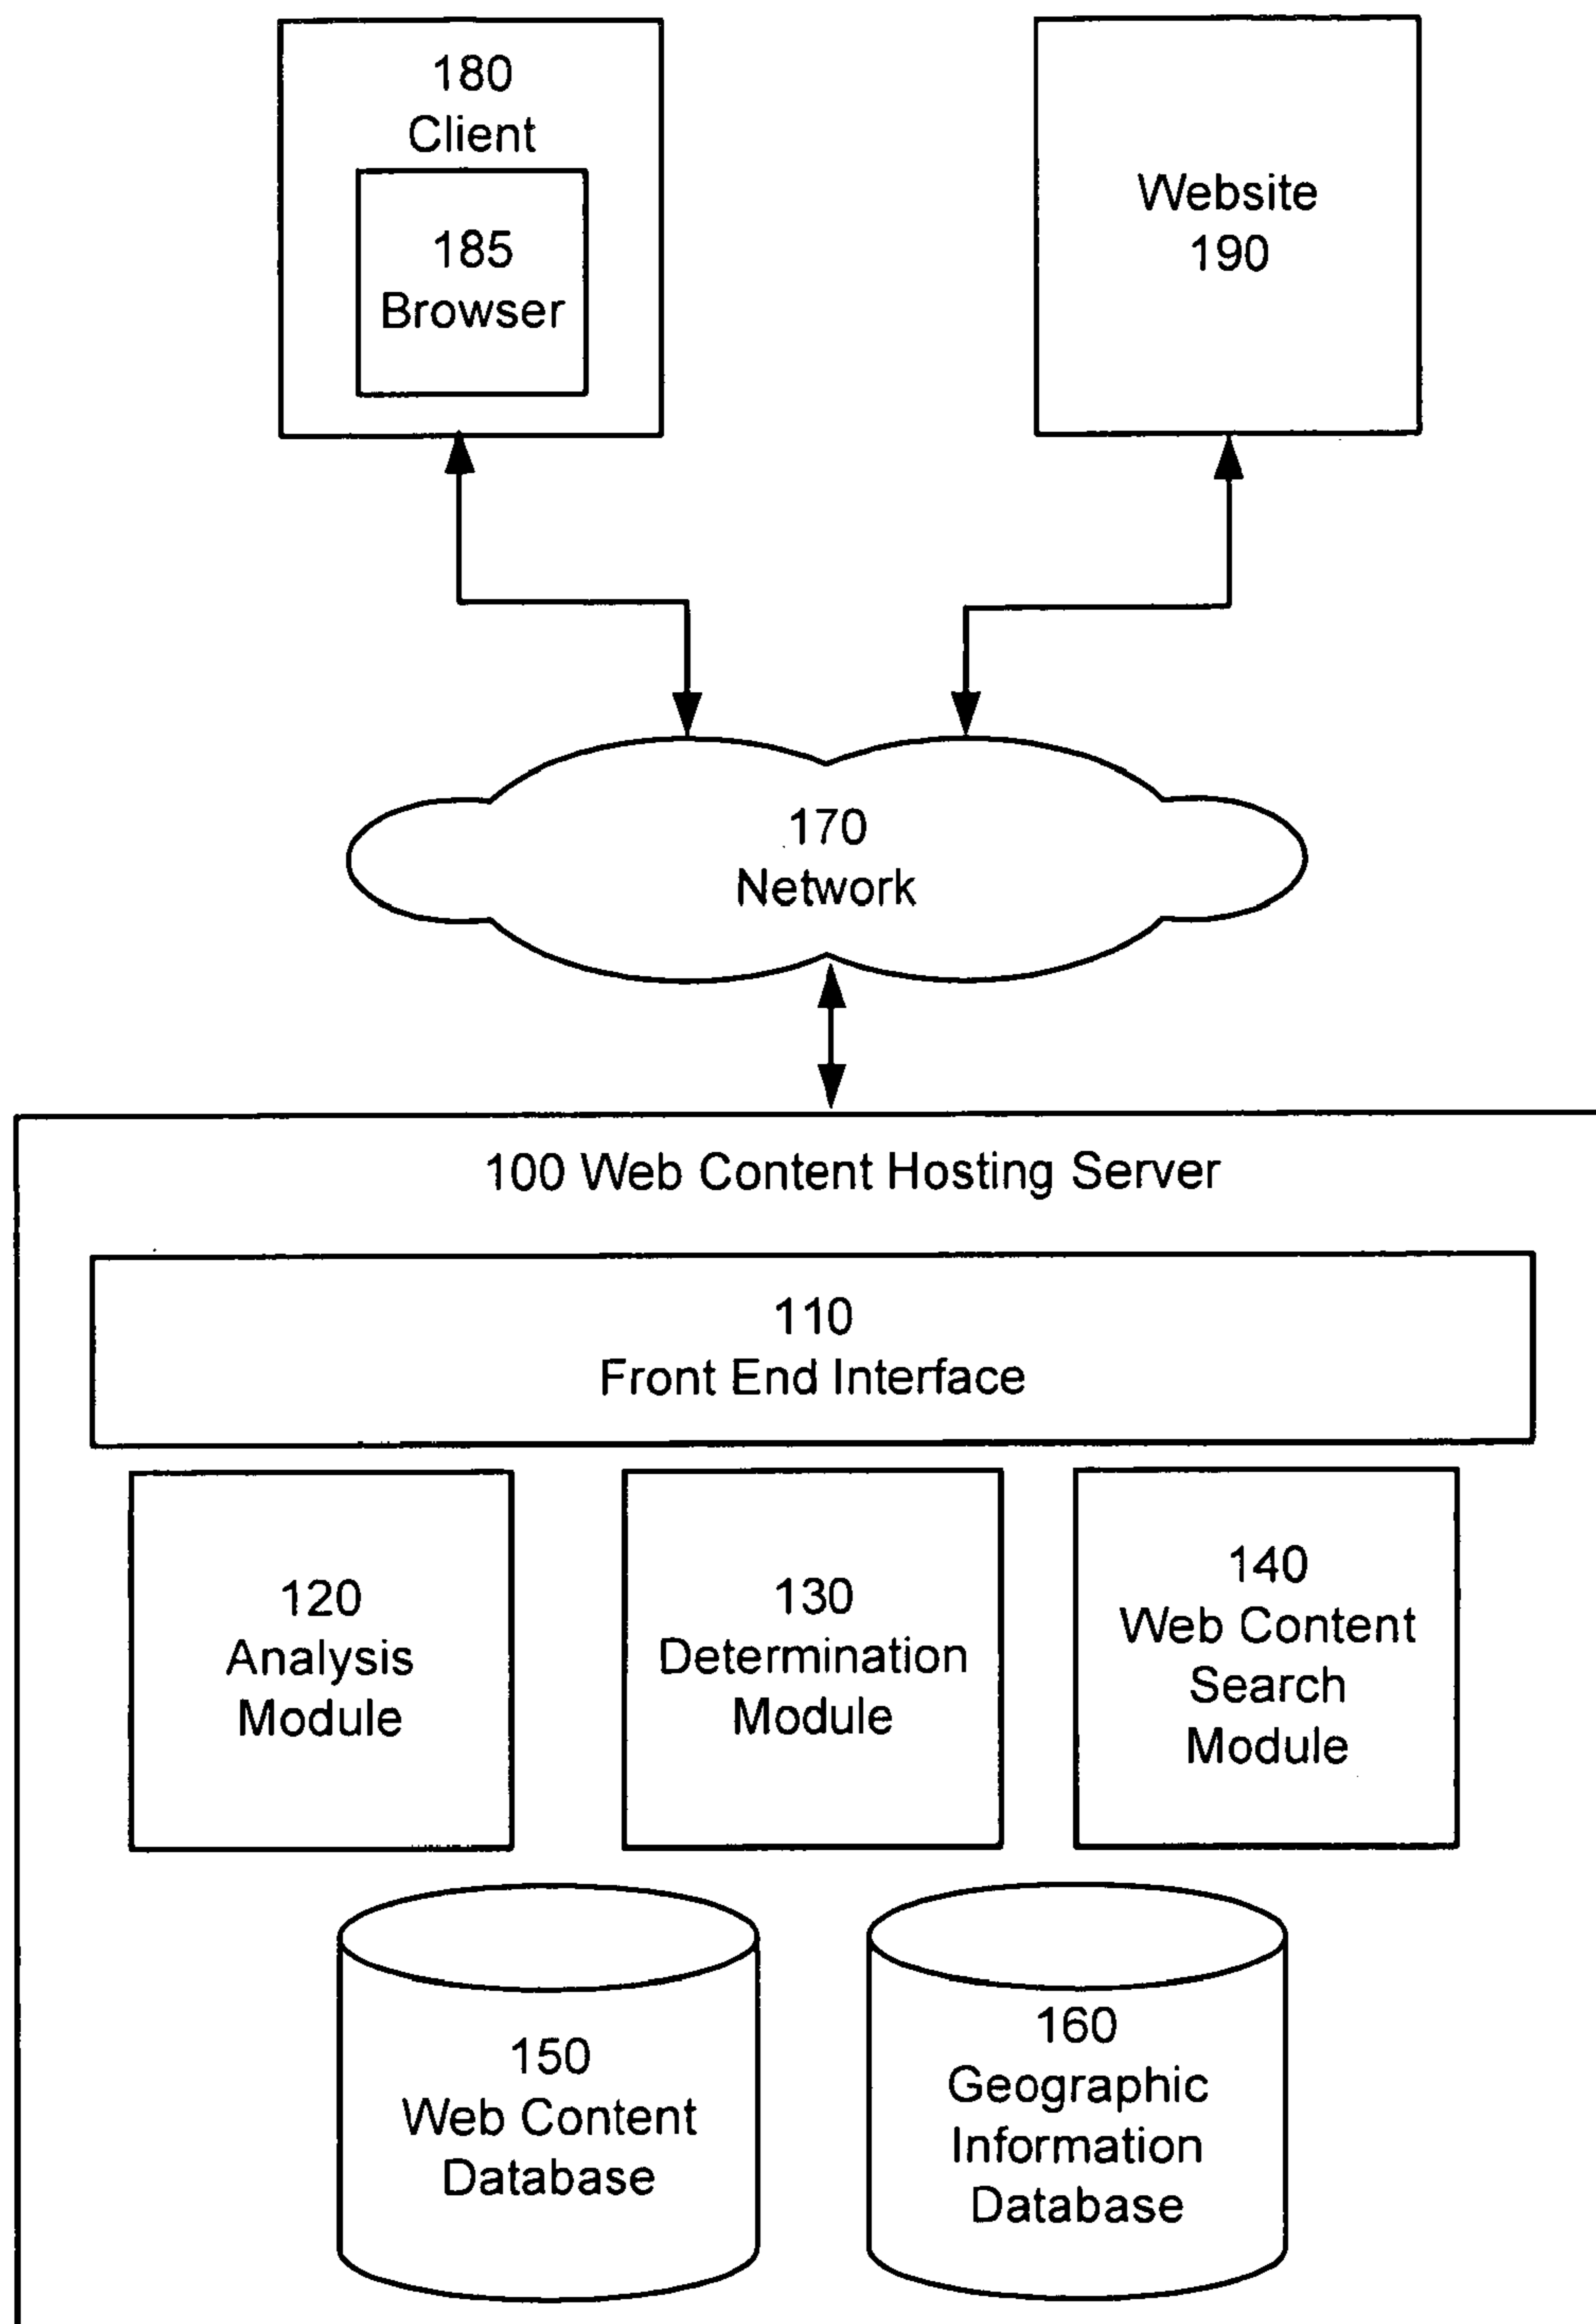 180
Client
185
Browser
Website
190
170
Network
100 Web Content Hosting Server
110
Front End Interface
120
Analysis
Module
130
Determination
Module
140
Web Content
Search
Module
150
Web Content
Database
160
Geographic
Information
Database